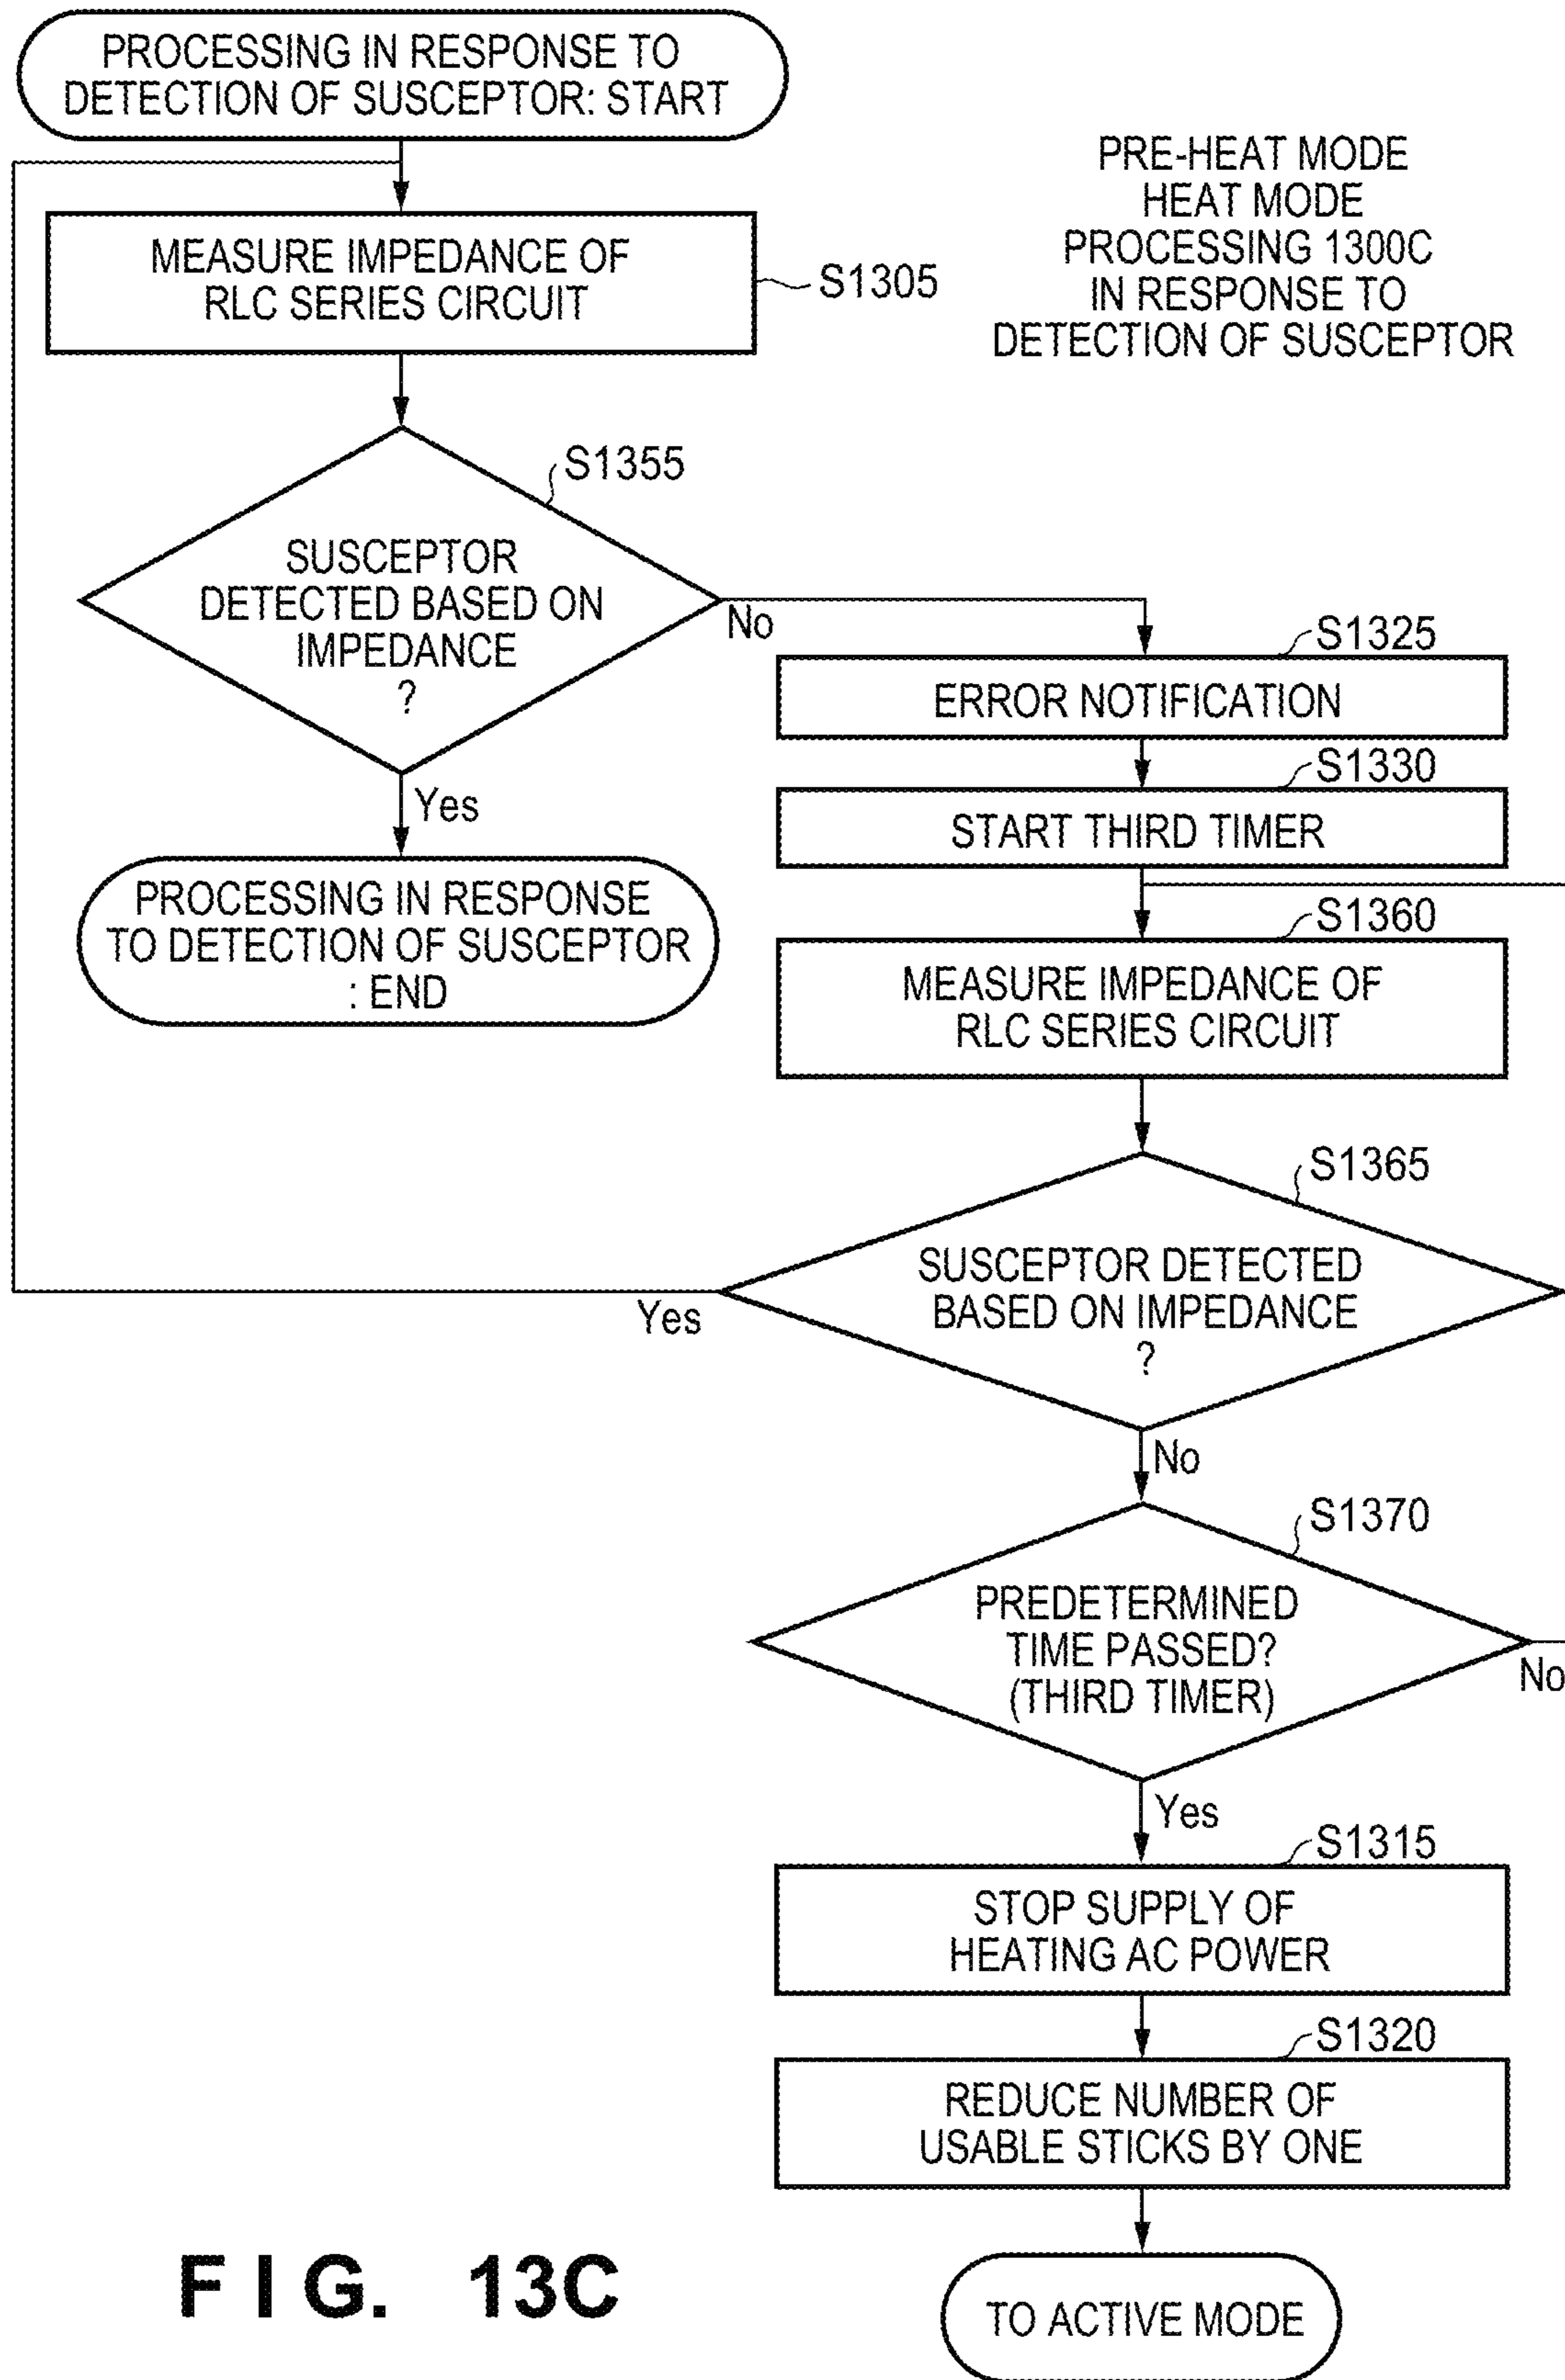 PROCESSING IN RESPONSE TO
DETECTION OF SUSCEPTOR: START
PRE-HEAT MODE
HEAT MODE
PROCESSING 1300C
IN RESPONSE TO
DETECTION OF SUSCEPTOR
MEASURE IMPEDANCE OF
RLC SERIES CIRCUIT
S1305
S1355
SUSCEPTOR
DETECTED BASED ON
IMPEDANCE
?
No
Yes
PROCESSING IN RESPONSE
TO DETECTION OF SUSCEPTOR
: END
S1325
ERROR NOTIFICATION
S1330
START THIRD TIMER
S1360
MEASURE IMPEDANCE OF
RLC SERIES CIRCUIT
S1365
SUSCEPTOR DETECTED
BASED ON IMPEDANCE
?
Yes
No
S1370
PREDETERMINED
TIME PASSED?
(THIRD TIMER)
No
Yes
S1315
STOP SUPPLY OF
HEATING AC POWER
S1320
REDUCE NUMBER OF
USABLE STICKS BY ONE
TO ACTIVE MODE
FIG. 13C